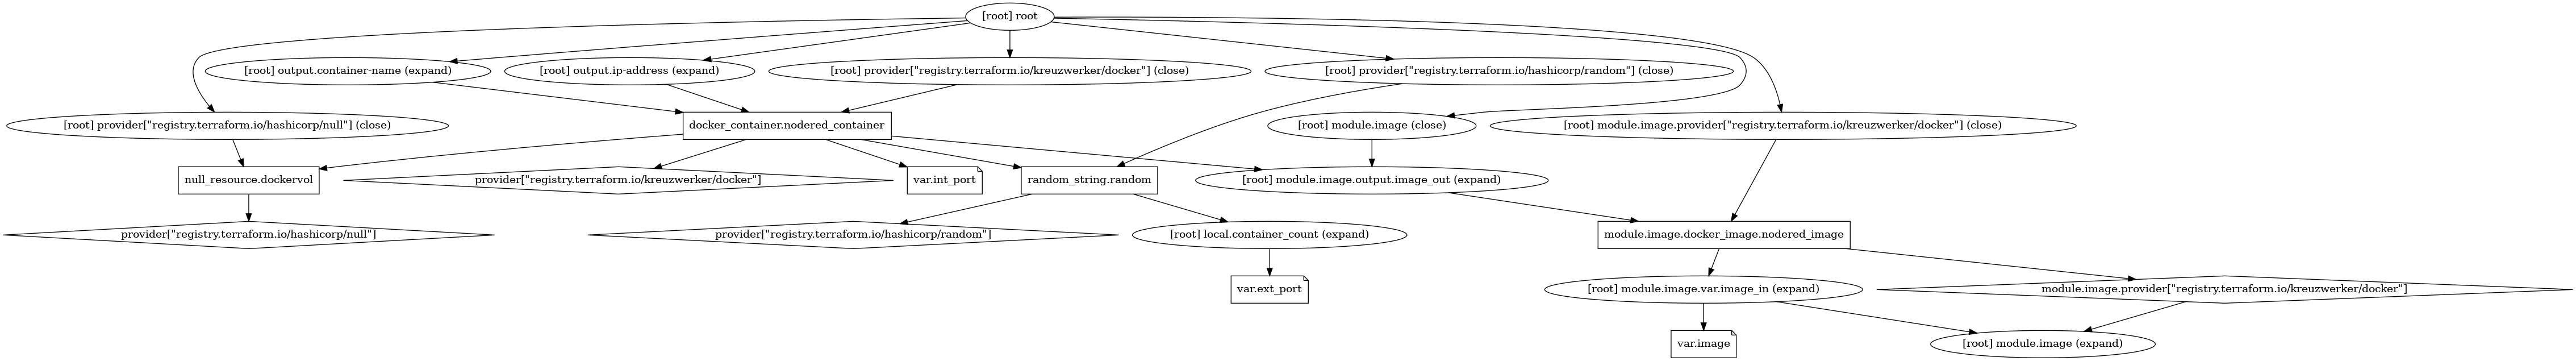 [root] root
[root] output.container-name (expand)
[root] output.ip-address (expand)
[root] provider[\"registry.terraform.io/kreuzwerker/docker\"] (close)
[root] provider[\"registry.terraform.io/hashicorp/random\"] (close)
[root] provider[\"registry.terraform.io/hashicorp/null\"] (close)
docker_container.nodered_container
[root] module.image (close)
[root] module.image.provider[\"registry.terraform.io/kreuzwerker/docker\"] (close)
null_resource.dockervol
provider[\"registry.terraform.io/kreuzwerker/docker\"]
var.int_port
random_string.random
[root] module.image.output.image_out (expand)
provider[\"registry.terraform.io/hashicorp/null\"]
provider[\"registry.terraform.io/hashicorp/random\"]
[root] local.container_count (expand)
module.image.docker_image.nodered_image
var.ext_port
[root] module.image.var.image_in (expand)
module.image.provider[\"registry.terraform.io/kreuzwerker/docker\"]
var.image
[root] module.image (expand)